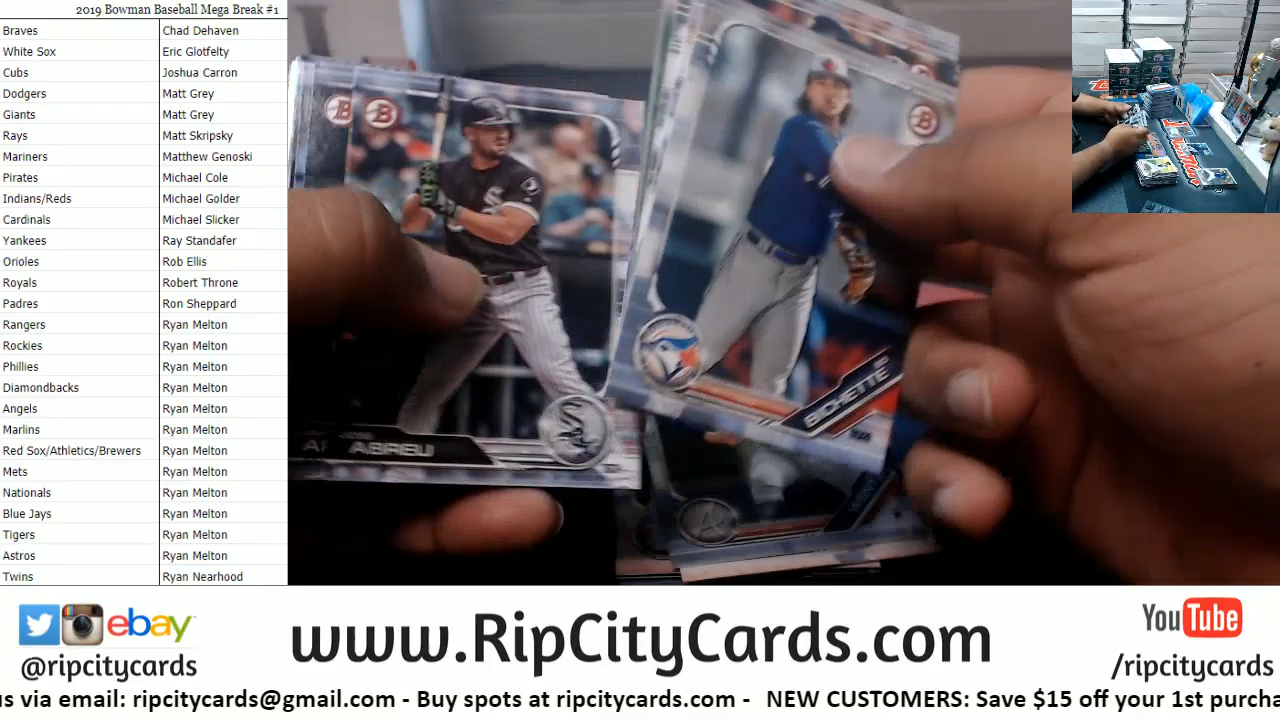 2019 Bowman Baseball Mega Break #1
Braves Chad Dehaven
White Sox Eric Glotfelty
Cubs Joshua Carron
Dodgers Matt Grey
Giants Matt Grey
Rays Matt Skripsky
Mariners Matthew Genoski
Pirates Michael Cole
Indians/Reds Michael Golder
Cardinals Michael Slicker
Yankees Ray Standafer
Orioles Rob Ellis
Royals Robert Throne
Padres Ron Sheppard
Rangers Ryan Melton
Rockies Ryan Melton
Phillies Ryan Melton
Diamondbacks Ryan Melton
Angels Ryan Melton
Marlins Ryan Melton
Red Sox/Athletics/Brewers Ryan Melton
Mets Ryan Melton
Nationals Ryan Melton
Blue Jays Ryan Melton
Tigers Ryan Melton
Astros Ryan Melton
Twins Ryan Nearhood
B B
ABREU
B
BO
BICHETTE
ebay
@ripcitycards
www.RipCityCards.com
YouTube
/ripcitycards
us via email: ripcitycards@gmail.com - Buy spots at ripcitycards.com - NEW CUSTOMERS: Save $15 off your 1st purcha